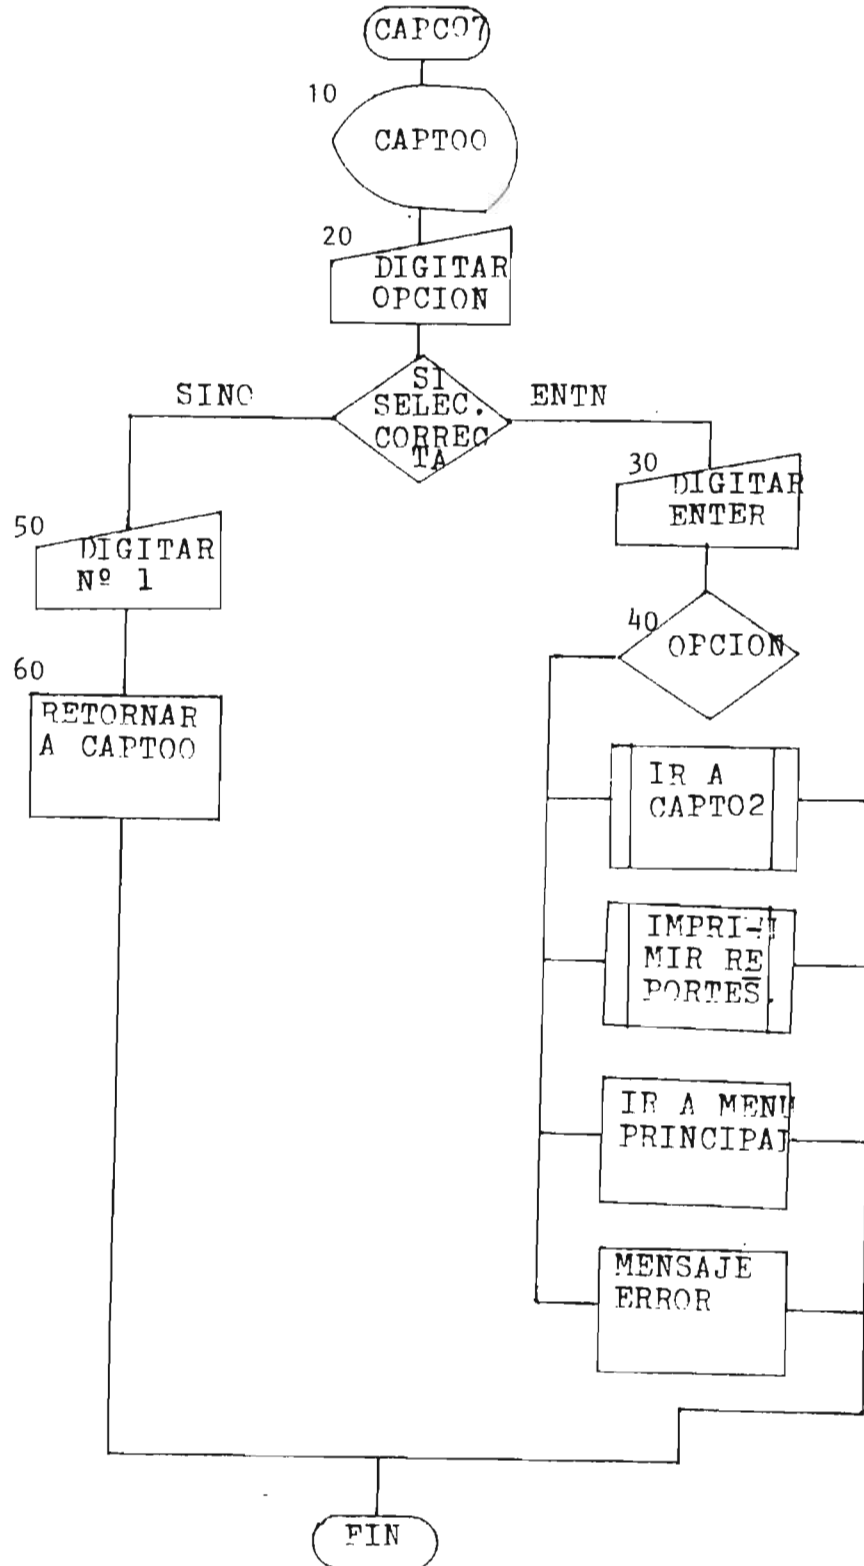 CAPC07
10
CAPTOO
20
DIGITAR
OPCION
SI
SELEC.
CORREC
TA
SINO
ENTN
30
DIGITAR
ENTER
50
DIGITAR
Nº 1
40
OPCION
60
RETORNAR
A CAPTOO
IR A
CAPTO2
IMPRI-
MIR RE
PORTES.
IR A MENU
PRINCIPAL
MENSAJE
ERROR
FIN